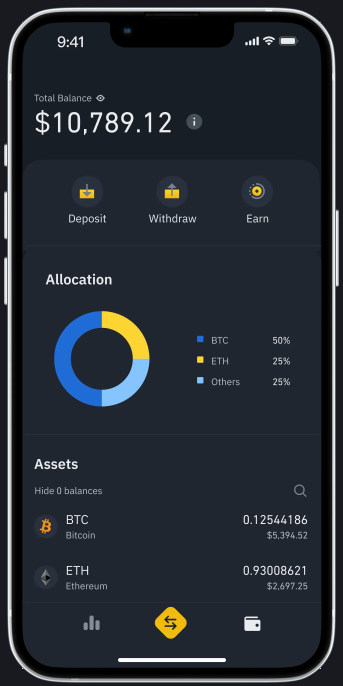 9:41
Total Balance
$10,789.12
Deposit Withdraw Earn
Allocation
BTC 50%
ETH 25%
Others 25%
Assets
Hide 0 balances
BTC 0.12544186
Bitcoin $5,394.52
ETH 0.93008621
Ethereum $2,697.25